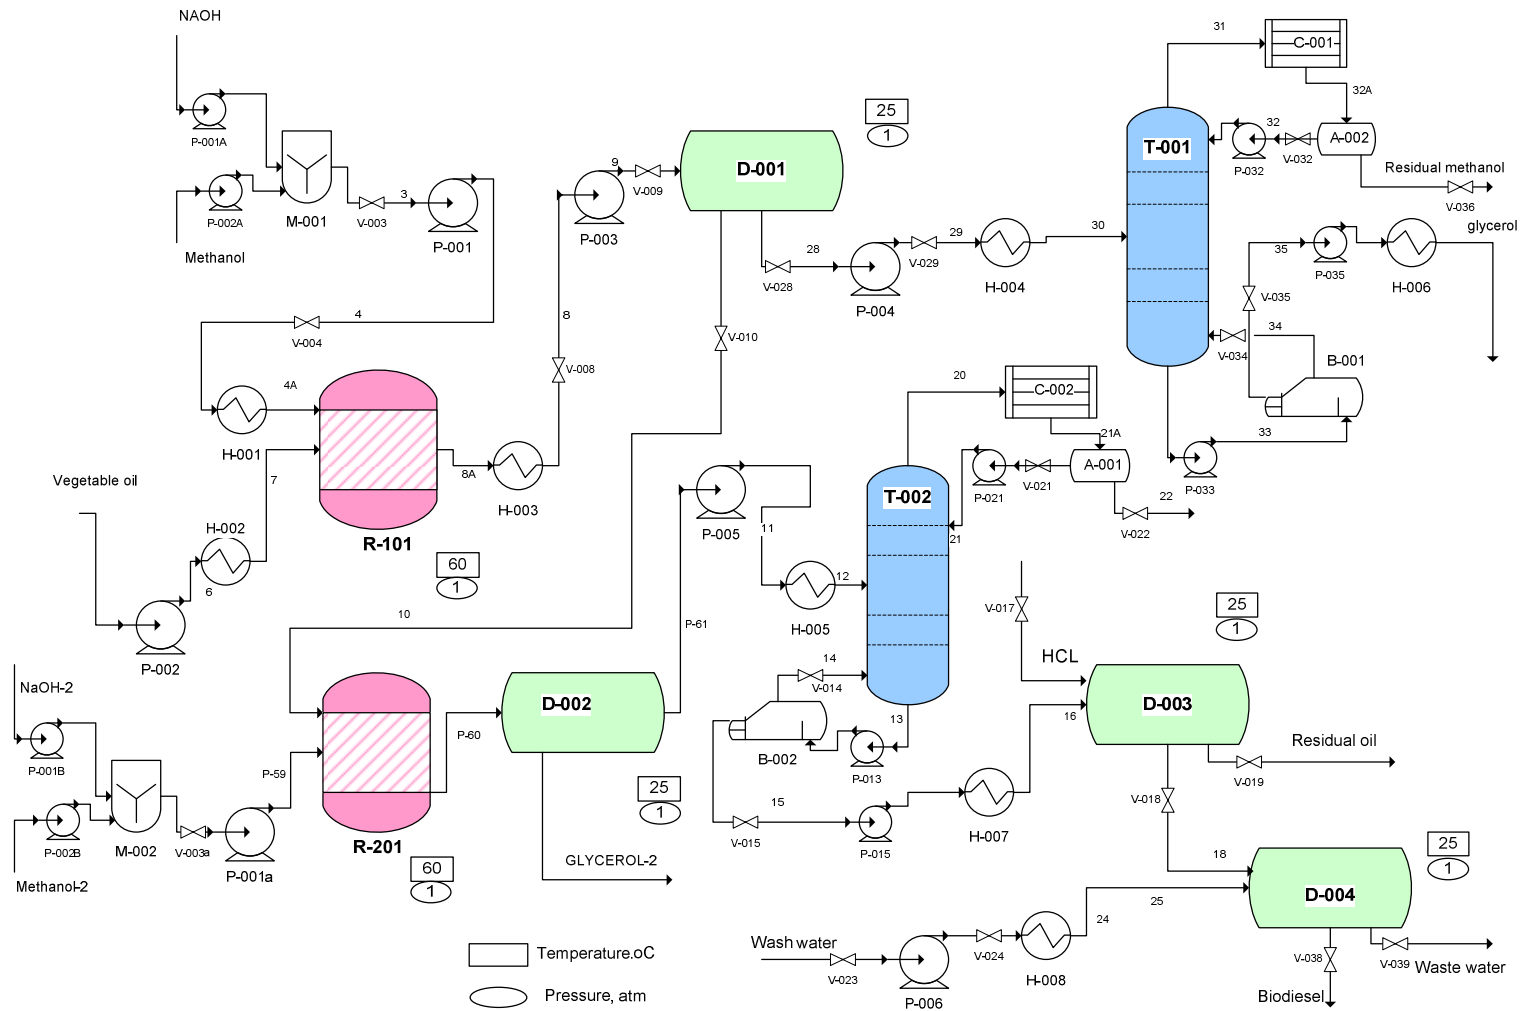 NAOH
31
C-001
25
32A
1
P-001A
32
A-002
T-001
9
D-001
V-032
P-032
Residual methanol
V-009
3
P-002A
M-001
V-003
V-036
glycerol
P-003
30
29
P-001
28
35
Methanol
V-029
P-035
V-028
H-004
H-006
P-004
V-035
4
8
34
V-010
V-004
V-034
B-001
V-008
20
4A
C-002
33
21A
H-001
8A
A-001
7
V-021
P-033
Vegetable oil
P-021
T-002
22
H-003
H-002
11
P-005
V-022
R-101
21
60
12
1
6
25
V-017
10
P-61
H-005
1
HCL
P-002
14
NaOH-2
V-014
D-002
D-003
13
16
P-60
Residual oil
B-002
P-001B
P-59
P-013
V-019
25
15
V-018
1
H-007
V-015
25
R-201
M-002
V-003a
P-002B
P-015
18
GLYCEROL-2
60
1
P-001a
Methanol-2
1
D-004
25
24
Wash water
Temperature.oC
V-024
V-038
V-039
Waste water
V-023
H-008
Pressure, atm
P-006
Biodiesel